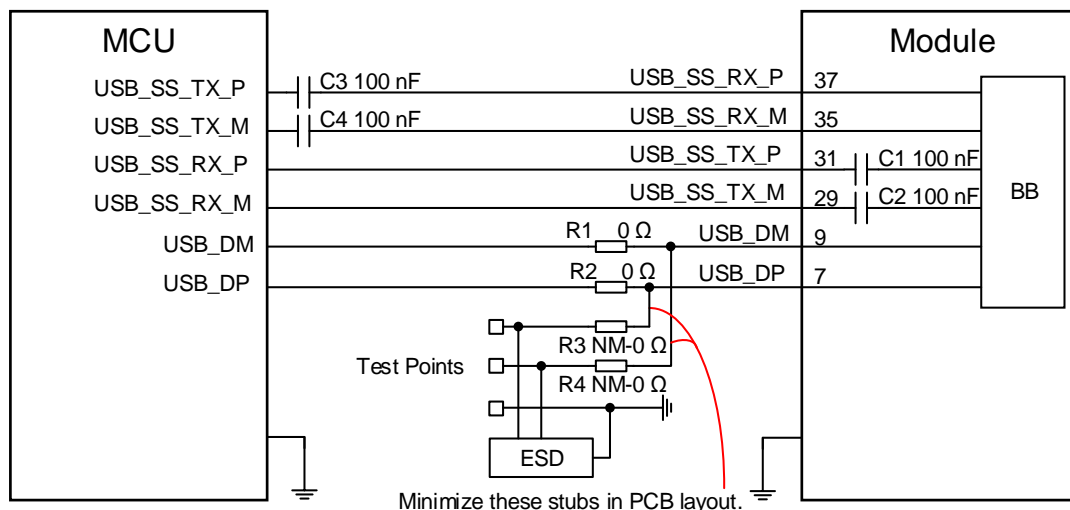 MCU
Module
USB_SS_TX_P
C3 100 nF
USB_SS_RX_P
37
USB_SS_TX_M
C4 100 nF
USB_SS_RX_M
35
USB_SS_RX_P
USB_SS_TX_P
31
C1 100 nF
USB_SS_RX_M
USB_SS_TX_M
29
C2 100 nF
BB
USB_DM
R1 0 Ω
USB_DM
9
USB_DP
R2 0 Ω
USB_DP
7
R3 NM-0 Ω
Test Points
R4 NM-0 Ω
ESD
Minimize these stubs in PCB layout.